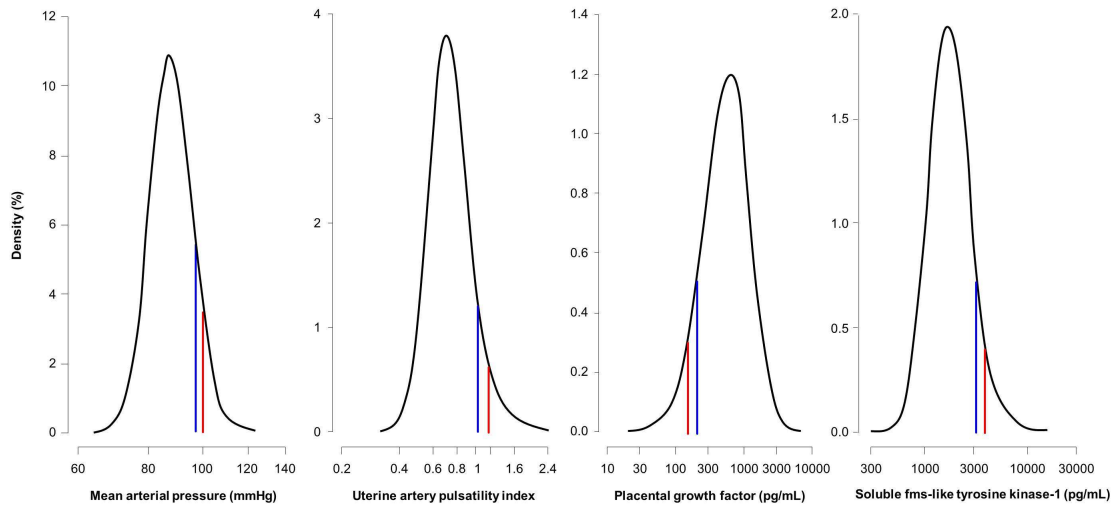 12
10
8
6
4
2
0
Density (%)
60 80 100 120 140
Mean arterial pressure (mmHg)
4
3
2
1
0
0.2 0.4 0.6 0.8 1 1.6 2.4
Uterine artery pulsatility index
1.4
1.2
1.0
0.8
0.6
0.4
0.2
0.0
10 30 100 300 1000 3000 10000
Placental growth factor (pg/mL)
2.0
1.5
1.0
0.5
0.0
300 1000 3000 10000 30000
Soluble fms-like tyrosine kinase-1 (pg/mL)